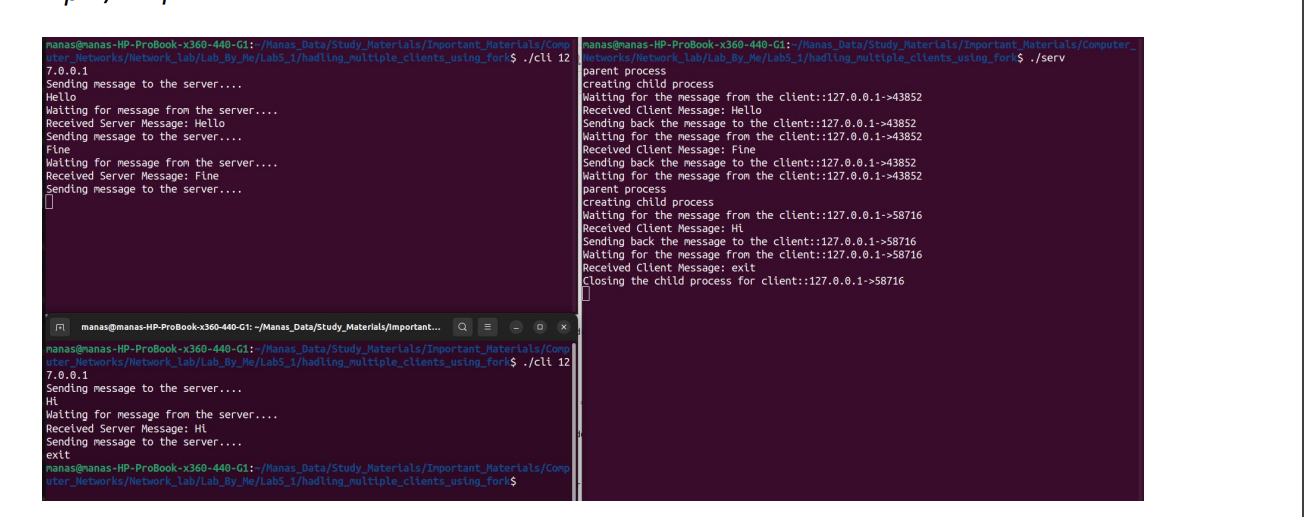 manas@manas-HP-ProBook-x360-440-G1:~/Manas_Data/Study_Materials/Important_Materials/Comp
uter_Networks/Network_lab/Lab_By_Me/Lab5_1/hadling_multiple_clients_using_fork$ ./cli 12
7.0.0.1
Sending message to the server....
Hello
Waiting for message from the server....
Received Server Message: Hello
Sending message to the server....
Fine
Waiting for message from the server....
Received Server Message: Fine
Sending message to the server....
manas@manas-HP-ProBook-x360-440-G1: ~/Manas_Data/Study_Materials/Important...
manas@manas-HP-ProBook-x360-440-G1:~/Manas_Data/Study_Materials/Important_Materials/Comp
uter_Networks/Network_lab/Lab_By_Me/Lab5_1/hadling_multiple_clients_using_fork$ ./cli 12
7.0.0.1
Sending message to the server....
Hi
Waiting for message from the server....
Received Server Message: Hi
Sending message to the server....
exit
manas@manas-HP-ProBook-x360-440-G1:~/Manas_Data/Study_Materials/Important_Materials/Comp
uter_Networks/Network_lab/Lab_By_Me/Lab5_1/hadling_multiple_clients_using_fork$
manas@manas-HP-ProBook-x360-440-G1:~/Manas_Data/Study_Materials/Important_Materials/Computer_
Networks/Network_lab/Lab_By_Me/Lab5_1/hadling_multiple_clients_using_fork$ ./serv
parent process
creating child process
Waiting for the message from the client::127.0.0.1->43852
Received Client Message: Hello
Sending back the message to the client::127.0.0.1->43852
Waiting for the message from the client::127.0.0.1->43852
Received Client Message: Fine
Sending back the message to the client::127.0.0.1->43852
Waiting for the message from the client::127.0.0.1->43852
parent process
creating child process
Waiting for the message from the client::127.0.0.1->58716
Received Client Message: Hi
Sending back the message to the client::127.0.0.1->58716
Waiting for the message from the client::127.0.0.1->58716
Received Client Message: exit
Closing the child process for client::127.0.0.1->58716